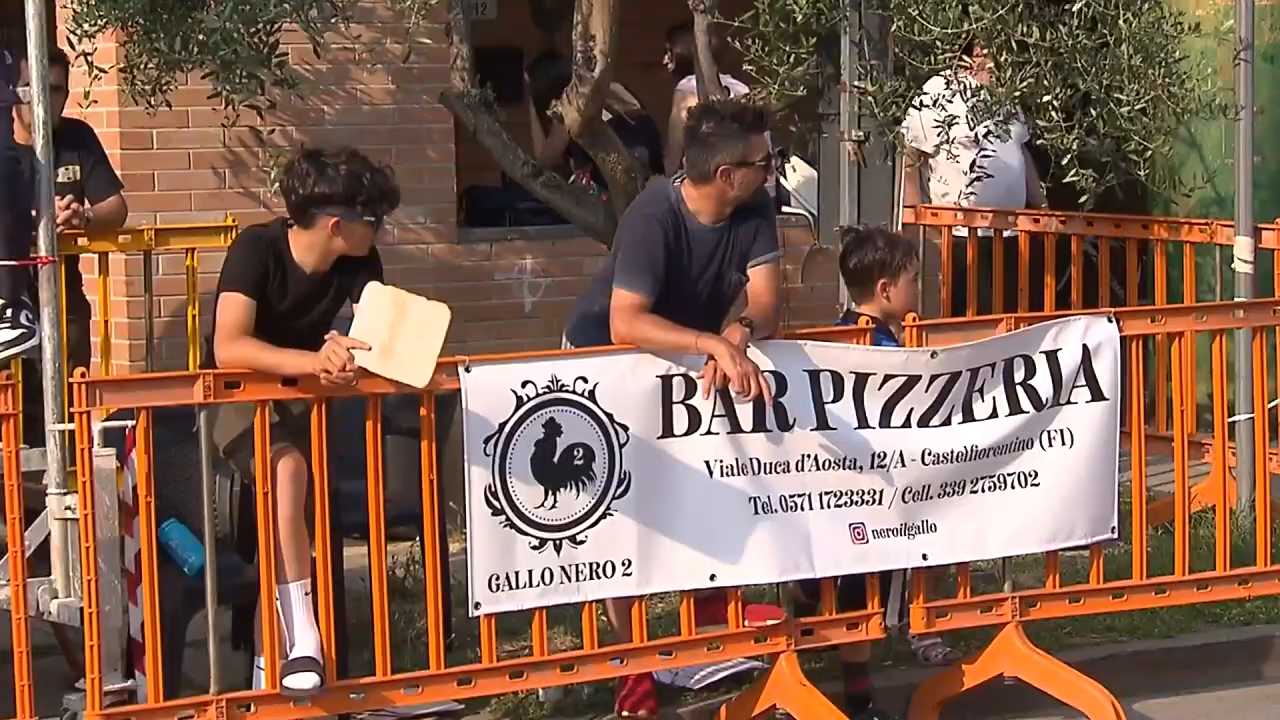 12
BAR PIZZERIA
Viale Duca d'Aosta, 12/A - Castelfiorentino (FI)
Tel. 0571 1723331 / Cell. 339 2759702
neroilgallo
2
GALLO NERO 2